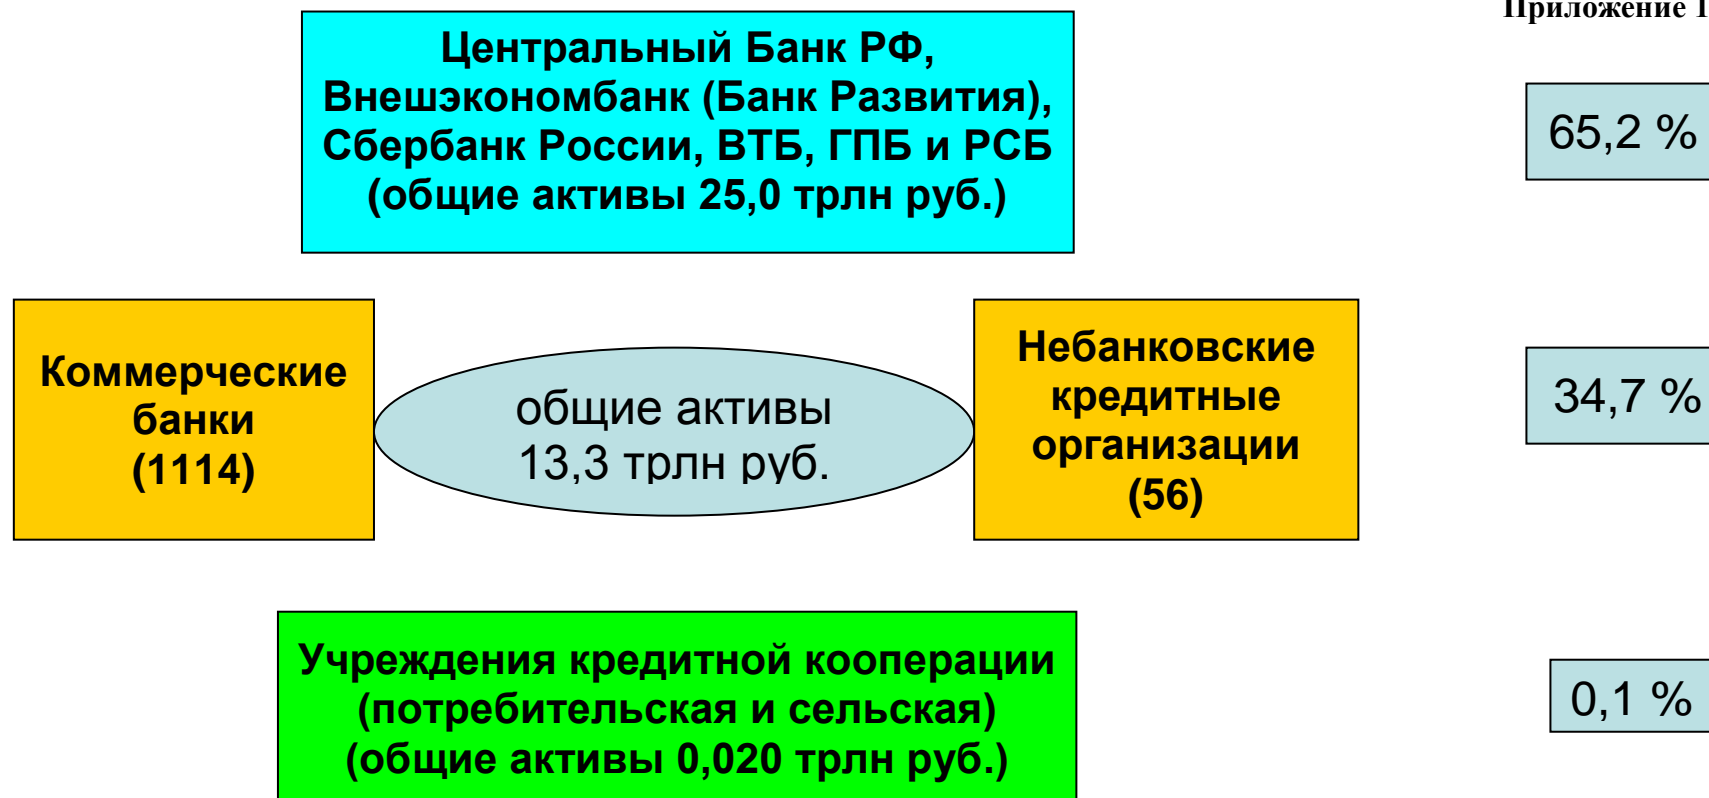 Приложение 1
Центральный Банк РФ,
Внешэкономбанк (Банк Развития),
Сбербанк России, ВТБ, ГПБ и РСБ
(общие активы 25,0 трлн руб.)
65,2 %
Коммерческие
банки
(1114)
общие активы
13,3 трлн руб.
Небанковские
кредитные
организации
(56)
34,7 %
Учреждения кредитной кооперации
(потребительская и сельская)
(общие активы 0,020 трлн руб.)
0,1 %